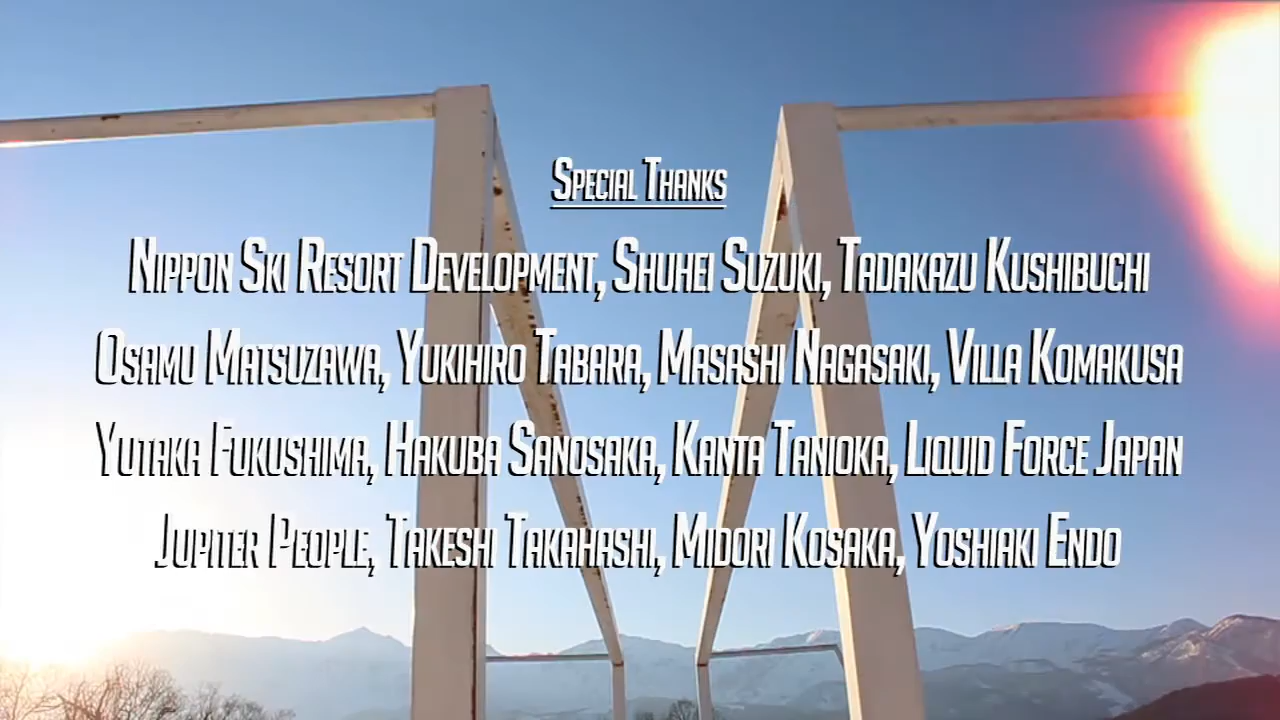 Special Thanks
Nippon Ski Resort Development, Shuhei Suzuki, Tadakazu Kushibuchi
Osamu Matsuzawa, Yukihiro Tabara, Masashi Nagasaki, Villa Komakusa
Yutaka Fukushima, Hakuba Sanosaka, Kanta Tanioka, Liquid Force Japan
Jupiter People, Takeshi Takahashi, Midori Kosaka, Yoshiaki Endo